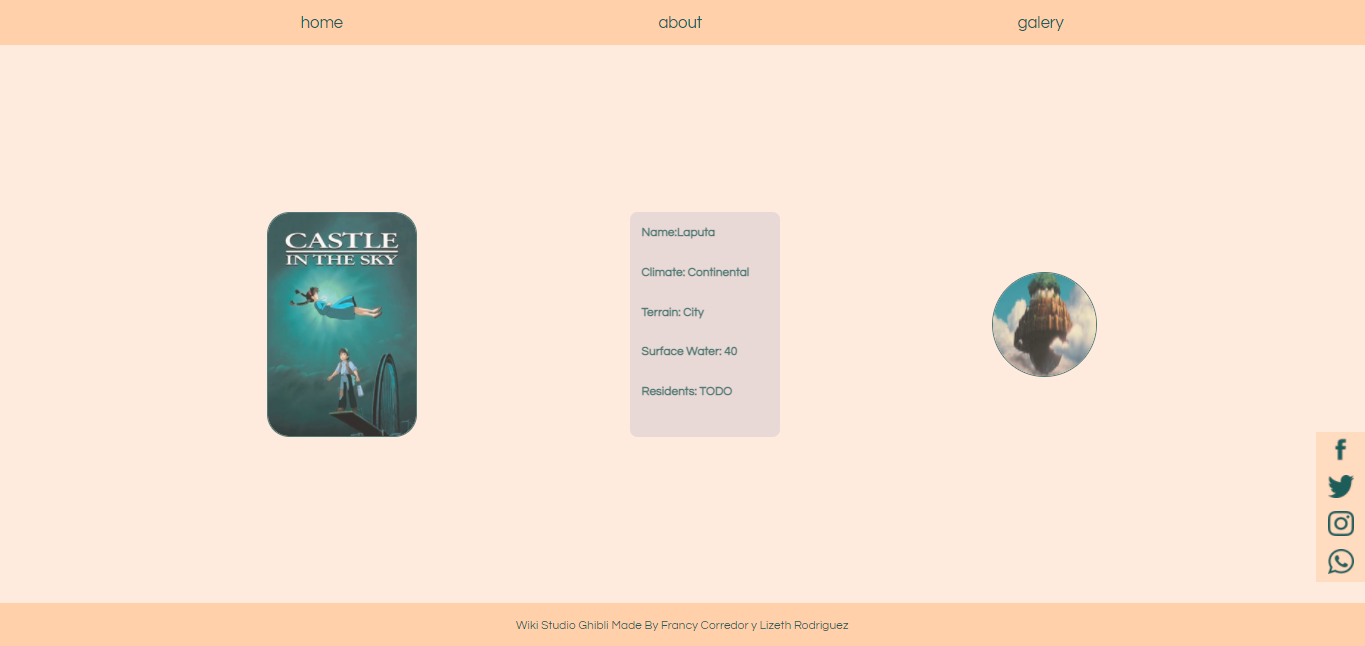 home
about
galery
CASTLE
IN THE SKY
Name:Laputa
Climate: Continental
Terrain: City
Surface Water: 40
Residents: TODO
Wiki Studio Ghibli Made By Francy Corredor y Lizeth Rodriguez